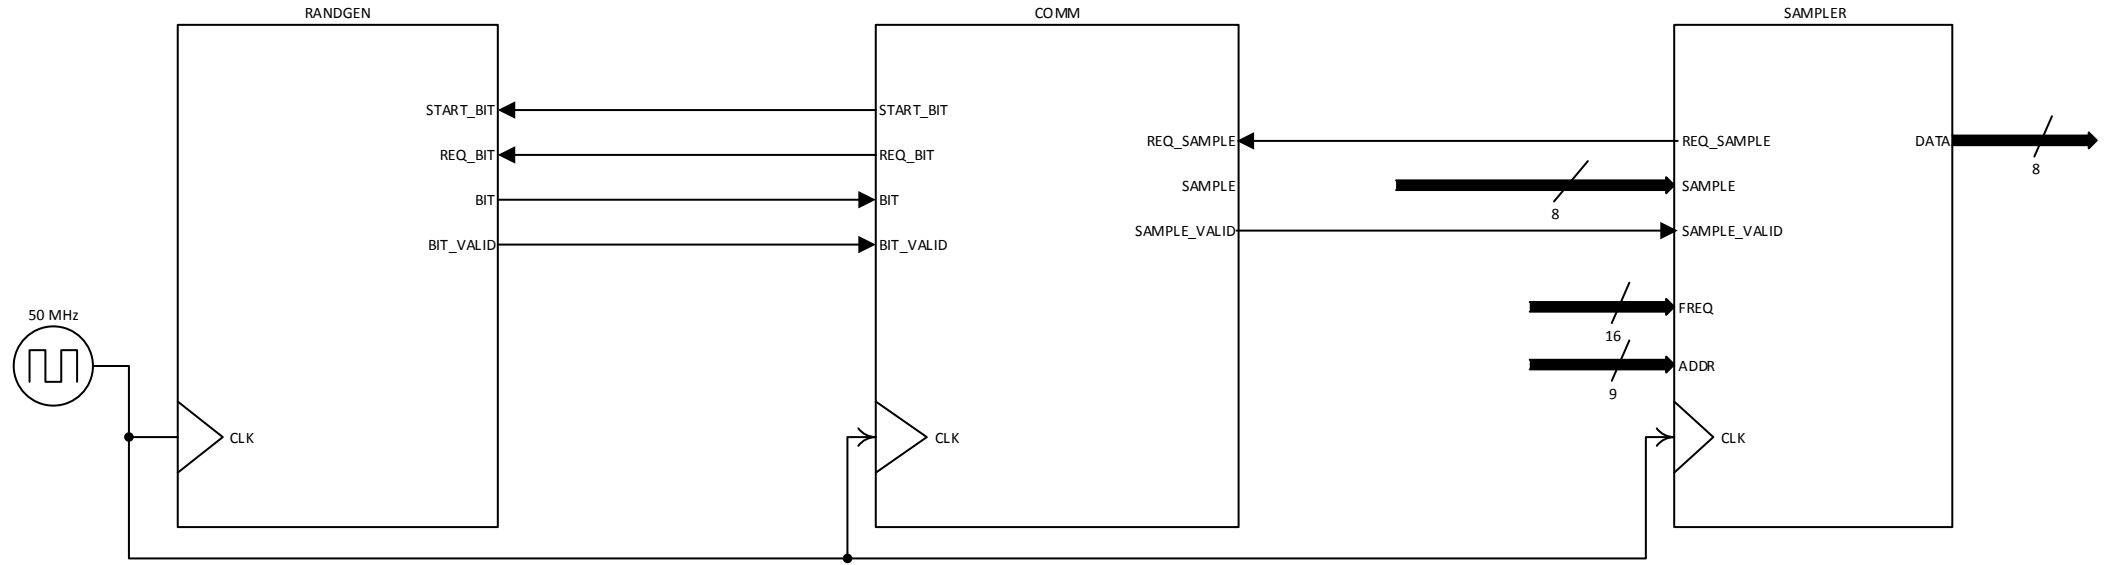 RANDGEN
COMM
SAMPLER
START_BIT
START_BIT
REQ_BIT
REQ_BIT
BIT
BIT
BIT_VALID
BIT_VALID
REQ_SAMPLE
REQ_SAMPLE
DATA
8
SAMPLE
SAMPLE
8
SAMPLE_VALID
SAMPLE_VALID
FREQ
16
ADDR
9
50 MHz
CLK
CLK
CLK